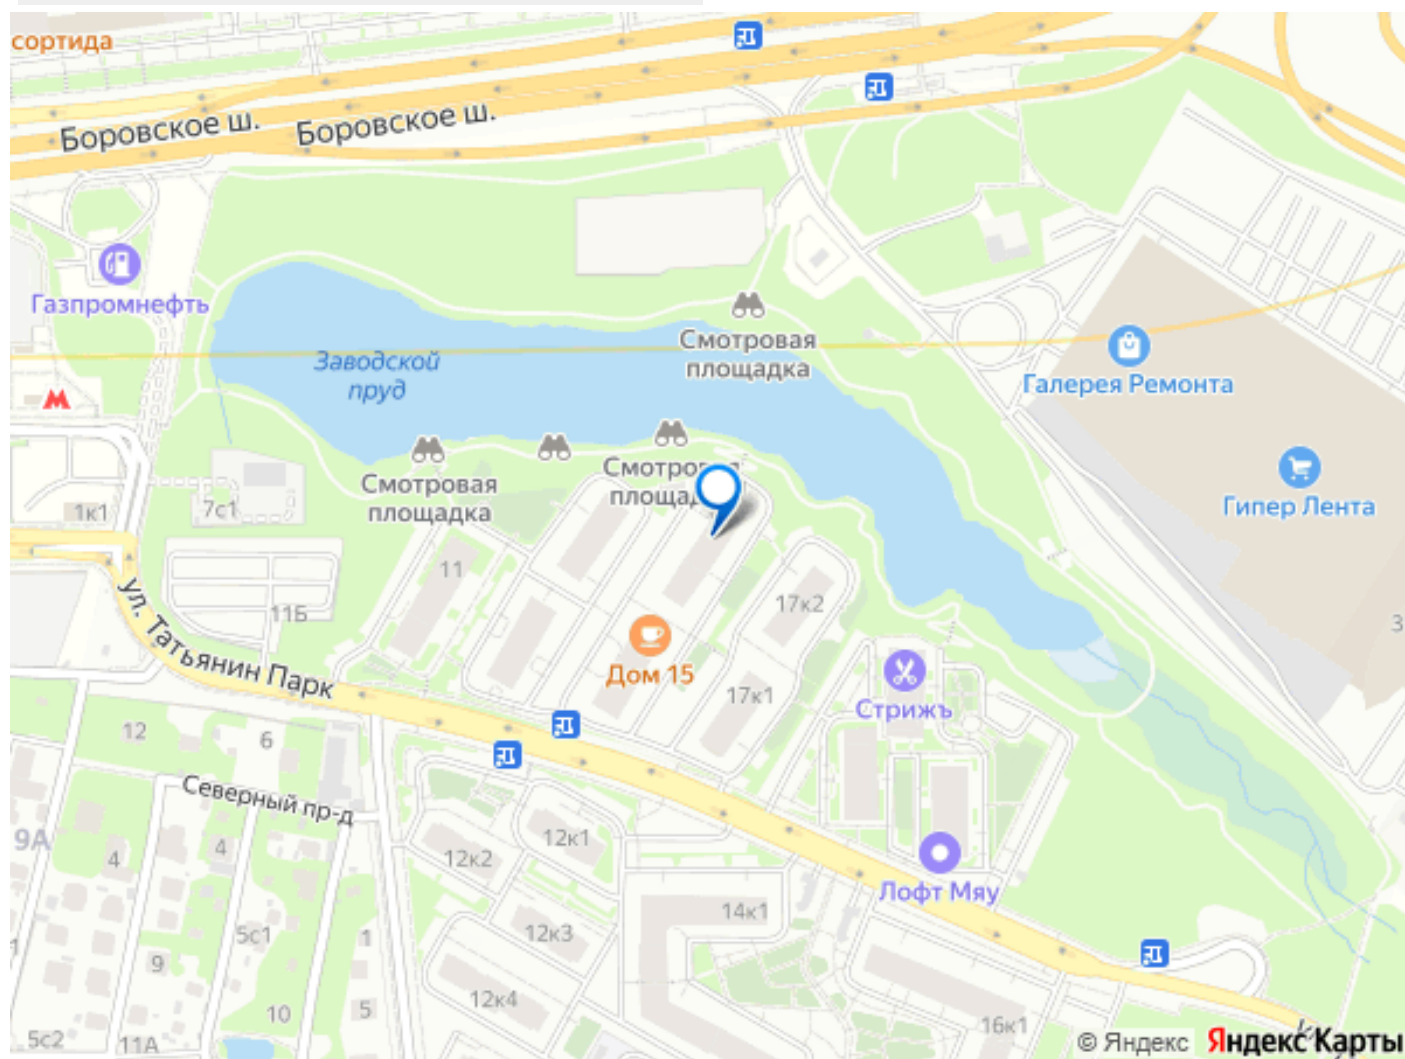 сортида
Боровское ш.
Боровское ш.
Газпромнефть
Заводской
пруд
Смотровая
площадка
Галерея Ремонта
Гипер Лента
Смотровая
площадка
1к1
7с1
11
11Б
17к2
Дом 15
17к1
Стрижъ
ул. Татьянин Парк
12
6
Северный пр-д
9А
4
4
12к2
12к1
Лофт Мяу
14к1
5с1
1
12к3
9
12к4
10
5
16к1
5с2
11А
3
© Яндекс
Яндекс Карты